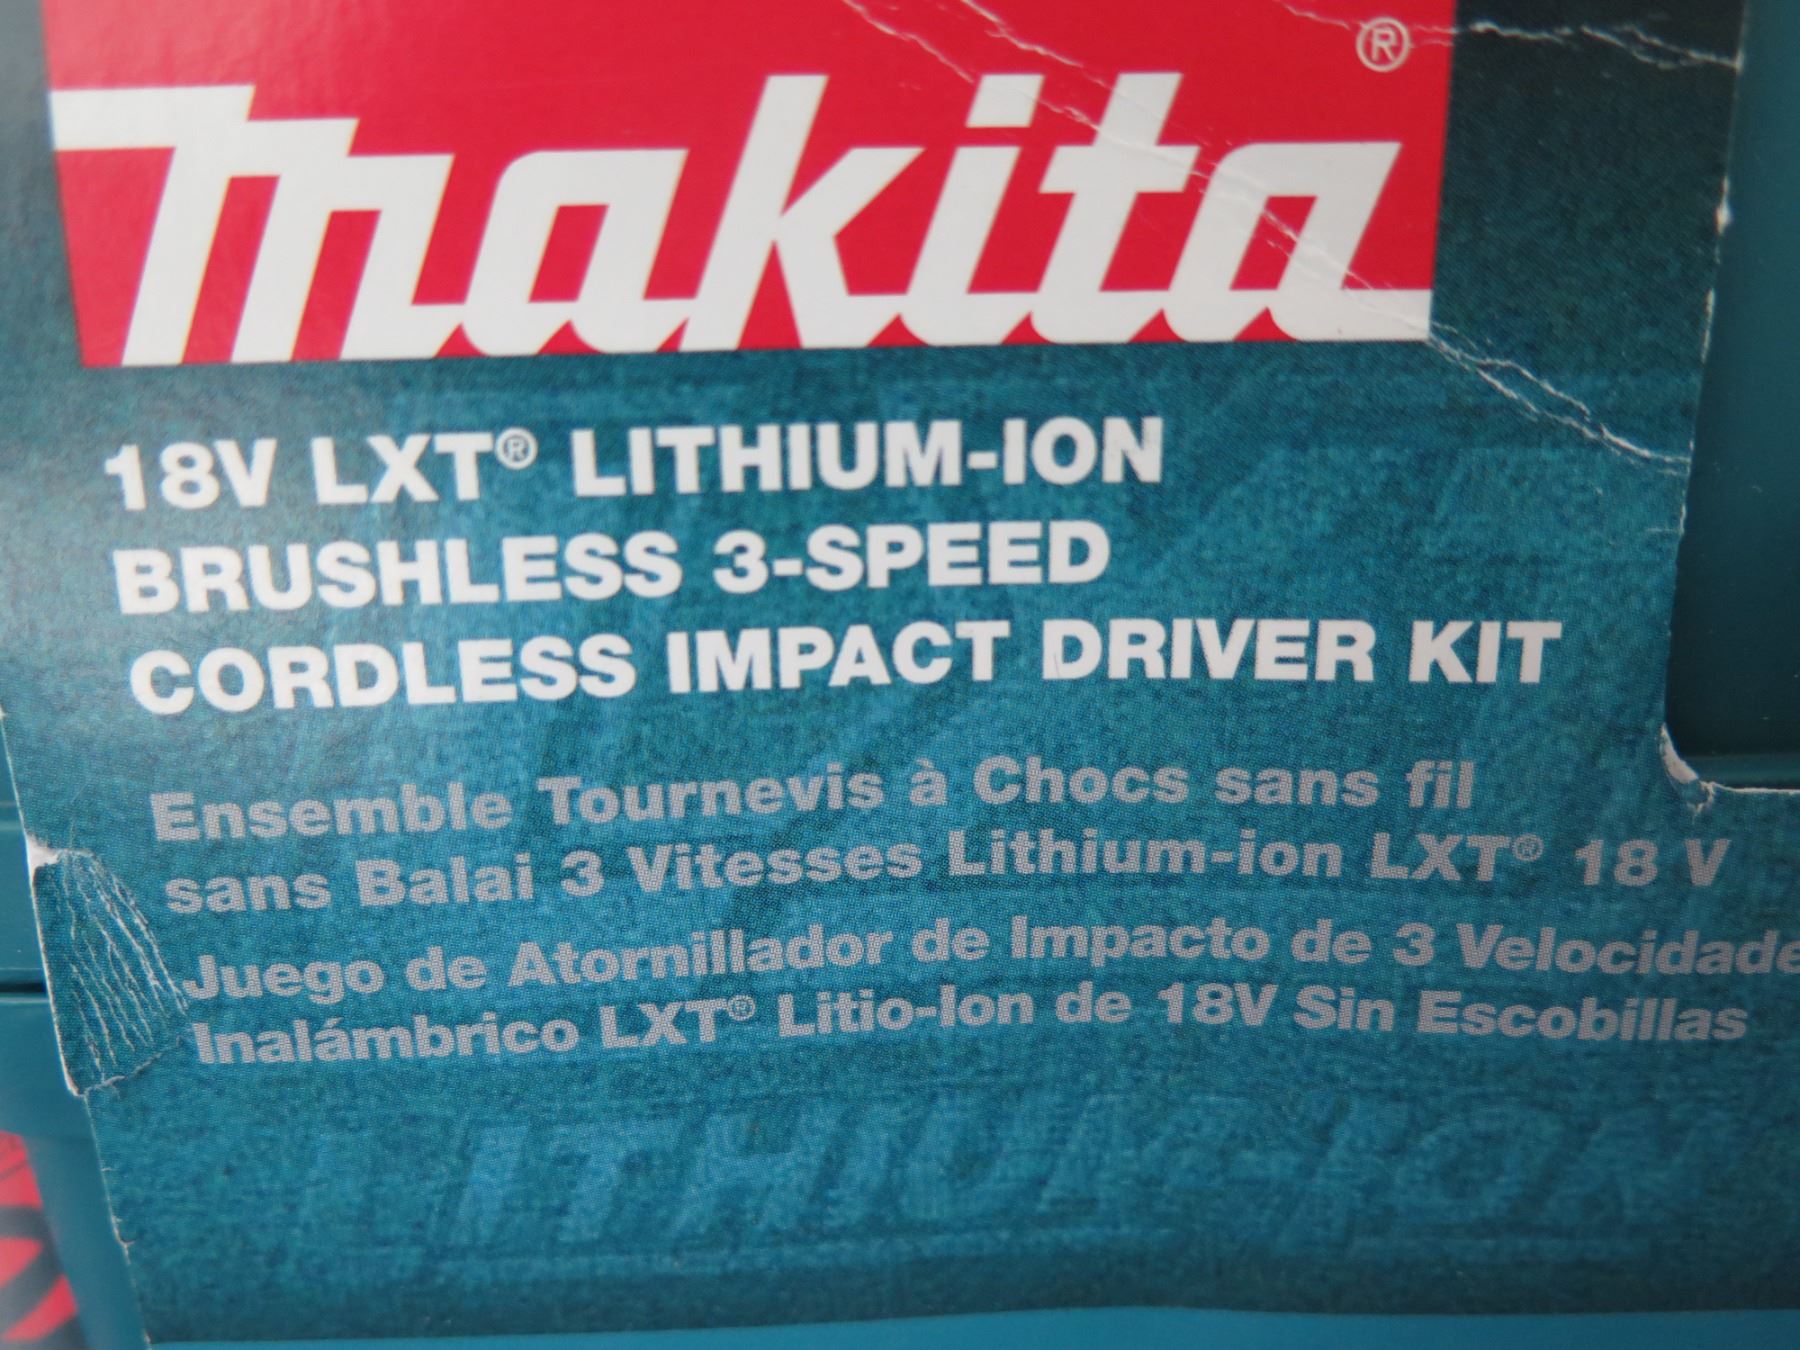 makita®
18V LXT® LITHIUM-ION
BRUSHLESS 3-SPEED
CORDLESS IMPACT DRIVER KIT
Ensemble Tournevis à Chocs sans fil
sans Balai 3 Vitesses Lithium-ion LXT® 18 V
Juego de Atornillador de Impacto de 3 Velocidade
Inalámbrico LXT® Litio-Ion de 18V Sin Escobillas
LITHIUM-ION